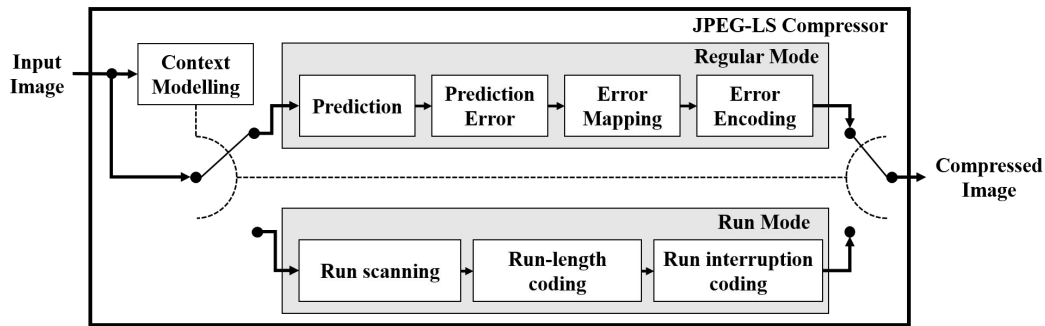 JPEG-LS Compressor
Input
Image
Context
Modelling
Regular Mode
Prediction
Prediction
Error
Error
Mapping
Error
Encoding
Compressed
Image
Run Mode
Run scanning
Run-length
coding
Run interruption
coding